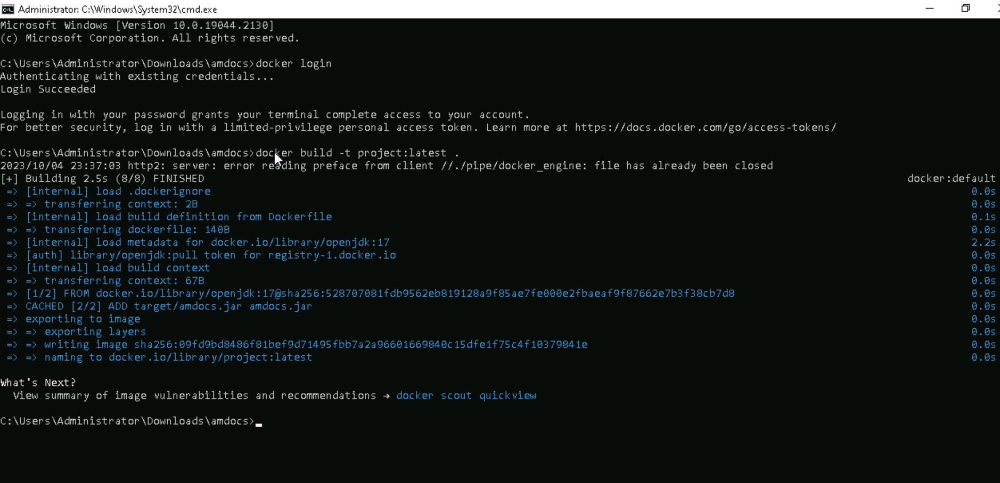 Administrator: C:\Windows\System32\cmd.exe
Microsoft Windows [Version 10.0.19044.2130]
(c) Microsoft Corporation. All rights reserved.
C:\Users\Administrator\Downloads\amdocs>docker login
Authenticating with existing credentials...
Login Succeeded
Logging in with your password grants your terminal complete access to your account.
For better security, log in with a limited-privilege personal access token. Learn more at https://docs.docker.com/go/access-tokens/
C:\Users\Administrator\Downloads\amdocs>docker build -t project:latest .
2023/10/04 23:37:03 http2: server: error reading preface from client //./pipe/docker_engine: file has already been closed
[+] Building 2.5s (8/8) FINISHED docker:default
=> [internal] load .dockerignore 0.0s
=> => transferring context: 2B 0.0s
=> [internal] load build definition from Dockerfile 0.1s
=> => transferring dockerfile: 140B 0.0s
=> [internal] load metadata for docker.io/library/openjdk:17 2.2s
=> [auth] library/openjdk:pull token for registry-1.docker.io 0.0s
=> [internal] load build context 0.0s
=> => transferring context: 67B 0.0s
=> [1/2] FROM docker.io/library/openjdk:17@sha256:528707081fdb9562eb819128a9f85ae7fe000e2fbaeaf9f87662e7b3f38cb7d8 0.0s
=> CACHED [2/2] ADD target/amdocs.jar amdocs.jar 0.0s
=> exporting to image 0.0s
=> => exporting layers 0.0s
=> => writing image sha256:09fd9bd8486f81bef9d71495fbb7a2a96601669840c15dfe1f75c4f10379841e 0.0s
=> => naming to docker.io/library/project:latest 0.0s
What's Next?
View summary of image vulnerabilities and recommendations → docker scout quickview
C:\Users\Administrator\Downloads\amdocs>